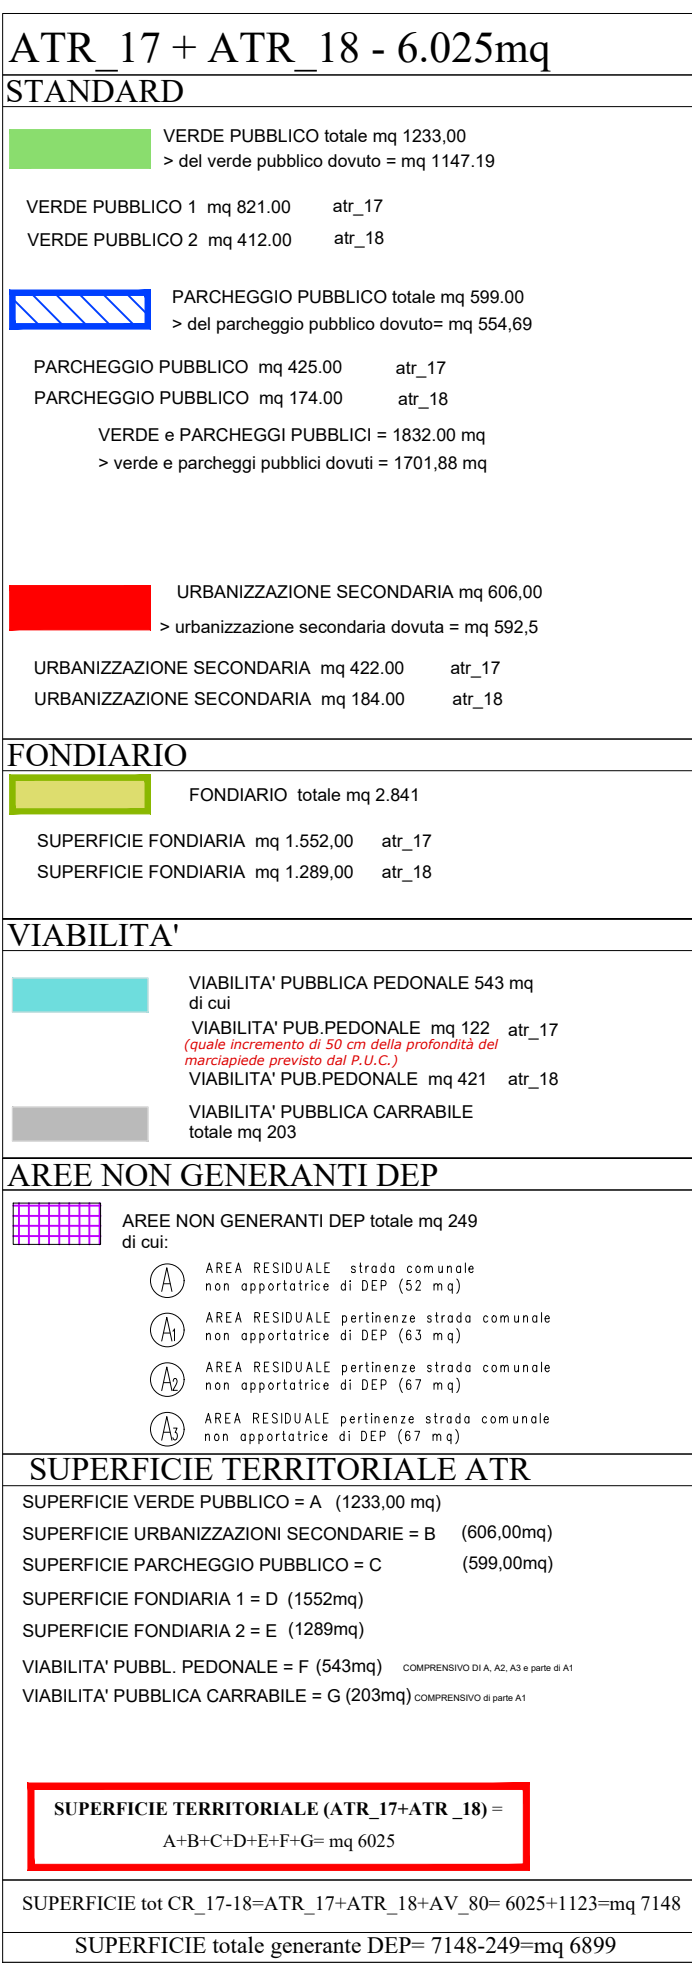 ATR_17 + ATR_18 - 6.025mq
STANDARD
VERDE PUBBLICO totale mq 1233,00
> del verde pubblico dovuto = mq 1147.19
VERDE PUBBLICO 1 mq 821.00 atr_17
VERDE PUBBLICO 2 mq 412.00 atr_18
PARCHEGGIO PUBBLICO totale mq 599.00
> del parcheggio pubblico dovuto= mq 554,69
PARCHEGGIO PUBBLICO mq 425.00 atr_17
PARCHEGGIO PUBBLICO mq 174.00 atr_18
VERDE e PARCHEGGI PUBBLICI = 1832.00 mq
> verde e parcheggi pubblici dovuti = 1701,88 mq
URBANIZZAZIONE SECONDARIA mq 606,00
> urbanizzazione secondaria dovuta = mq 592,5
URBANIZZAZIONE SECONDARIA mq 422.00 atr_17
URBANIZZAZIONE SECONDARIA mq 184.00 atr_18
FONDIARIO
FONDIARIO totale mq 2.841
SUPERFICIE FONDIARIA mq 1.552,00 atr_17
SUPERFICIE FONDIARIA mq 1.289,00 atr_18
VIABILITA'
VIABILITA' PUBBLICA PEDONALE 543 mq
di cui
VIABILITA' PUB.PEDONALE mq 122 atr_17
(quale incremento di 50 cm della profondità del
marciapiede previsto dal P.U.C.)
VIABILITA' PUB.PEDONALE mq 421 atr_18
VIABILITA' PUBBLICA CARRABILE
totale mq 203
AREE NON GENERANTI DEP
AREE NON GENERANTI DEP totale mq 249
di cui:
A AREA RESIDUALE strada comunale
non apportatrice di DEP (52 mq)
A1 AREA RESIDUALE pertinenze strada comunale
non apportatrice di DEP (63 mq)
A2 AREA RESIDUALE pertinenze strada comunale
non apportatrice di DEP (67 mq)
A3 AREA RESIDUALE pertinenze strada comunale
non apportatrice di DEP (67 mq)
SUPERFICIE TERRITORIALE ATR
SUPERFICIE VERDE PUBBLICO = A (1233,00 mq)
SUPERFICIE URBANIZZAZIONI SECONDARIE = B (606,00mq)
SUPERFICIE PARCHEGGIO PUBBLICO = C (599,00mq)
SUPERFICIE FONDIARIA 1 = D (1552mq)
SUPERFICIE FONDIARIA 2 = E (1289mq)
VIABILITA' PUBBL. PEDONALE = F (543mq) COMPRENSIVO DI A, A2, A3 e parte di A1
VIABILITA' PUBBLICA CARRABILE = G (203mq) COMPRENSIVO di parte A1
SUPERFICIE TERRITORIALE (ATR_17+ATR _18) =
A+B+C+D+E+F+G= mq 6025
SUPERFICIE tot CR_17-18=ATR_17+ATR_18+AV_80= 6025+1123=mq 7148
SUPERFICIE totale generante DEP= 7148-249=mq 6899